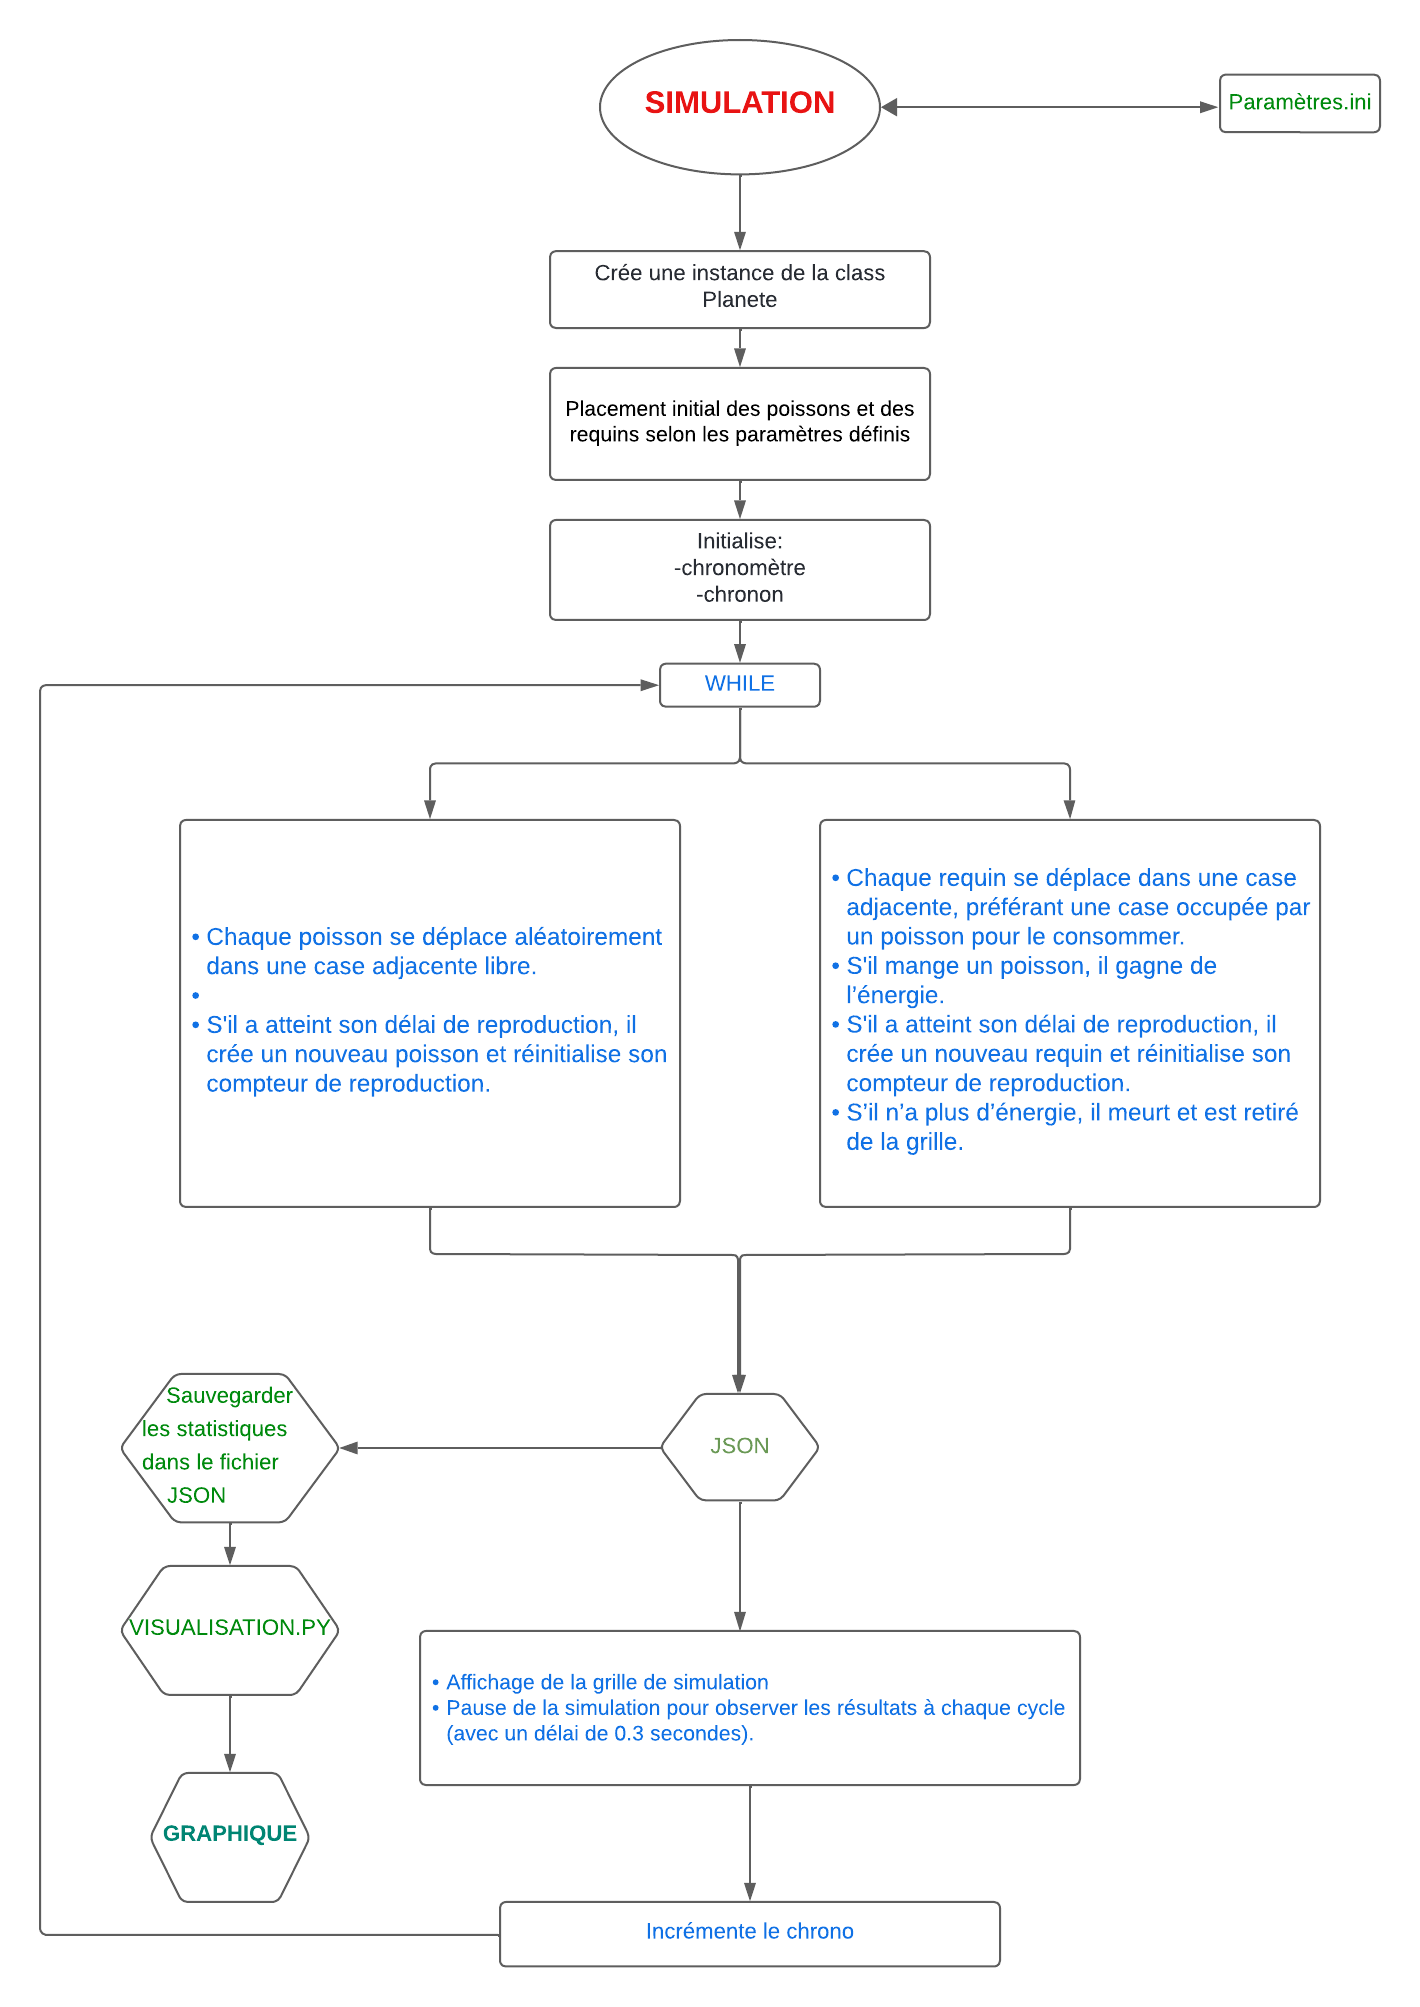 SIMULATION
Paramètres.ini
Crée une instance de la class
Planete
Placement initial des poissons et des
requins selon les paramètres définis
Initialise:
-chronomètre
-chronon
WHILE
• Chaque poisson se déplace aléatoirement
dans une case adjacente libre.
•
• S'il a atteint son délai de reproduction, il
crée un nouveau poisson et réinitialise son
compteur de reproduction.
• Chaque requin se déplace dans une case
adjacente, préférant une case occupée par
un poisson pour le consommer.
• S'il mange un poisson, il gagne de
l’énergie.
• S'il a atteint son délai de reproduction, il
crée un nouveau requin et réinitialise son
compteur de reproduction.
• S’il n’a plus d’énergie, il meurt et est retiré
de la grille.
Sauvegarder
les statistiques
dans le fichier
JSON
JSON
VISUALISATION.PY
• Affichage de la grille de simulation
• Pause de la simulation pour observer les résultats à chaque cycle
(avec un délai de 0.3 secondes).
GRAPHIQUE
Incrémente le chrono